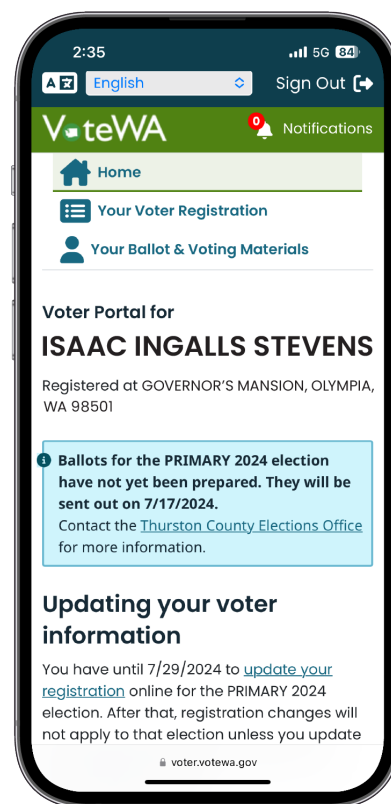 2:35 5G 84
A文 English Sign Out
VoteWA 0 Notifications
Home
Your Voter Registration
Your Ballot & Voting Materials
Voter Portal for
ISAAC INGALLS STEVENS
Registered at GOVERNOR'S MANSION, OLYMPIA,
WA 98501
Ballots for the PRIMARY 2024 election
have not yet been prepared. They will be
sent out on 7/17/2024.
Contact the Thurston County Elections Office
for more information.
Updating your voter
information
You have until 7/29/2024 to update your
registration online for the PRIMARY 2024
election. After that, registration changes will
not apply to that election unless you update
voter.votewa.gov